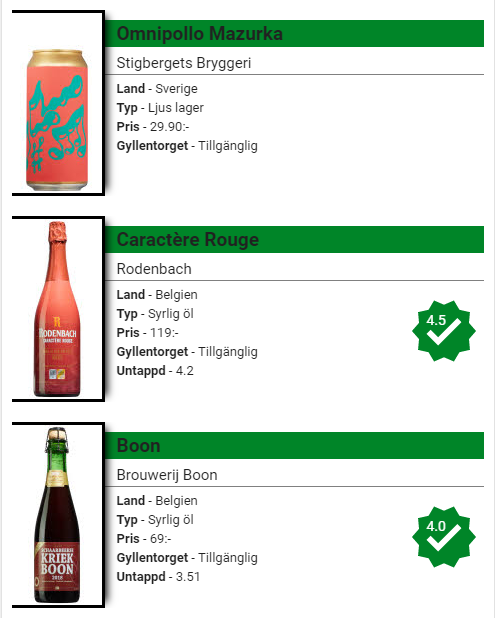 Omnipollo Mazurka
Stigbergets Bryggeri
Land - Sverige
Typ - Ljus lager
Pris - 29.90:-
Gyllentorget - Tillgänglig
Caractère Rouge
Rodenbach
Land - Belgien
Typ - Syrlig öl
Pris - 119:-
Gyllentorget - Tillgänglig
Untappd - 4.2
4.5
RODENBACH
CARACTÈRE ROUGE
Boon
Brouwerij Boon
Land - Belgien
Typ - Syrlig öl
Pris - 69:-
Gyllentorget - Tillgänglig
Untappd - 3.51
4.0
SCHAARBEEKSE
KRIEK
BOON
2018